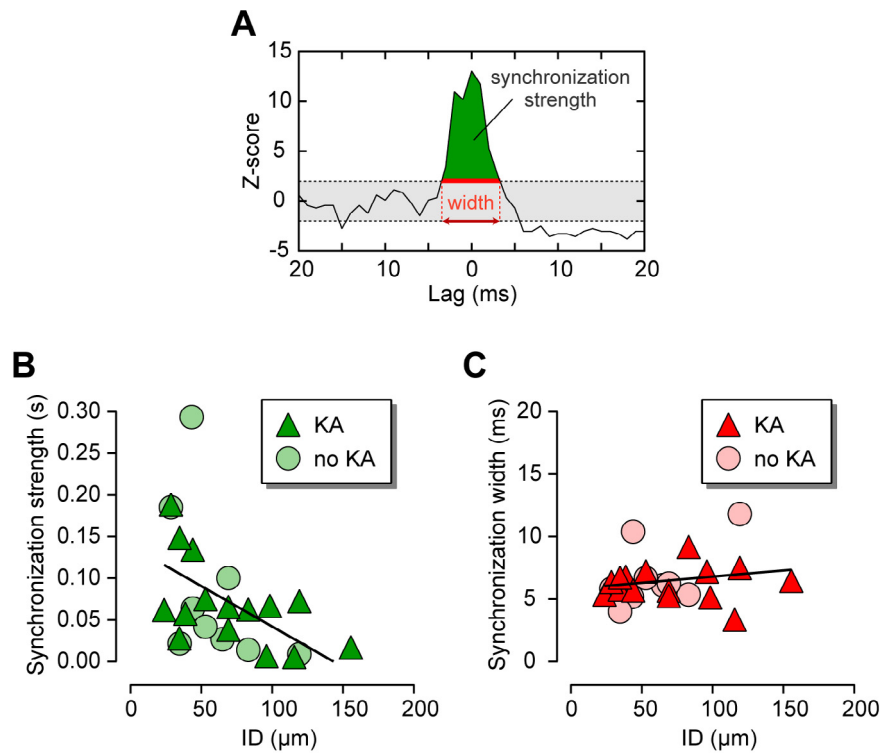 A
15
10
5
0
-5
Z-score
synchronization
strength
width
20
10
0
10
20
Lag (ms)
B
0.30
0.25
0.20
0.15
0.10
0.05
0.00
Synchronization strength (s)
KA
no KA
0
50
100
150
200
ID (µm)
C
20
15
10
5
0
Synchronization width (ms)
KA
no KA
0
50
100
150
200
ID (µm)